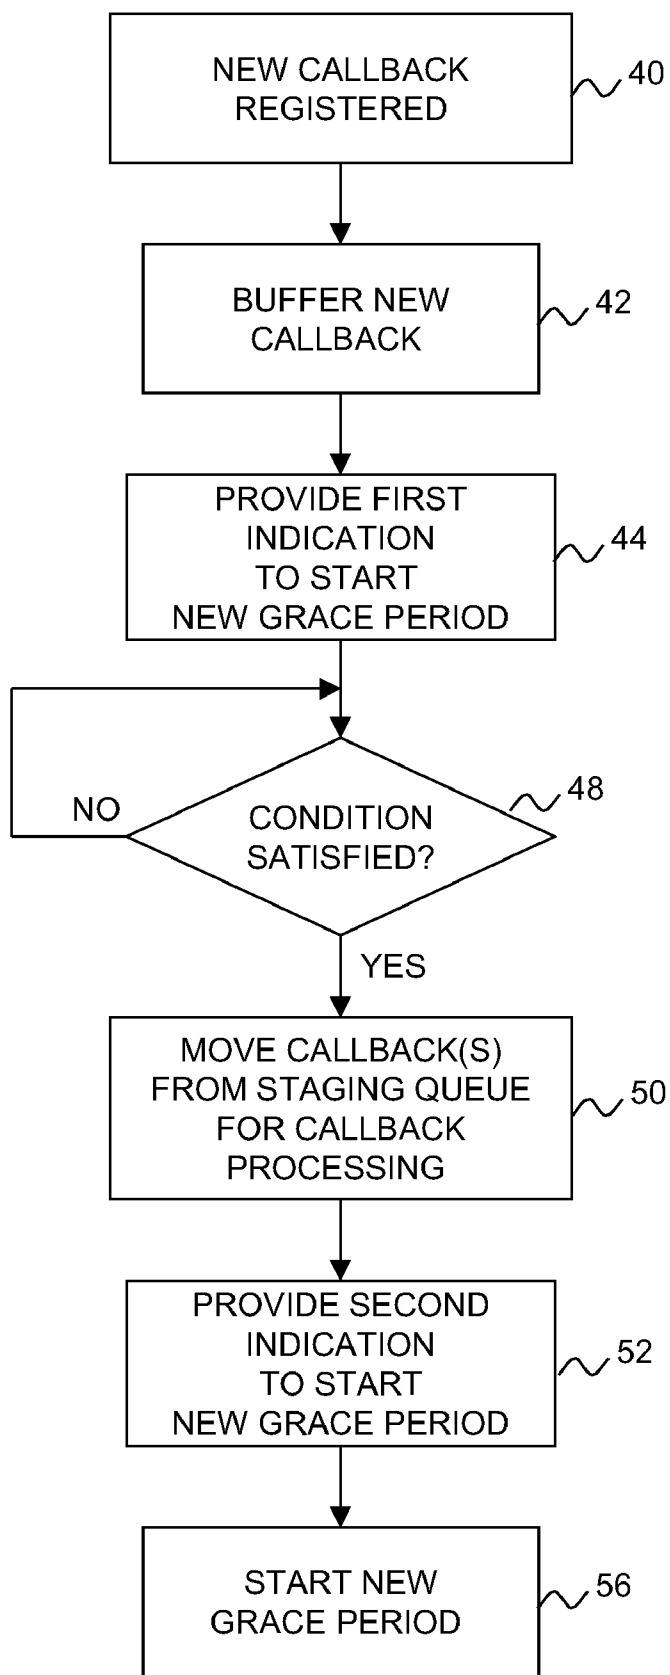 NEW CALLBACK
REGISTERED
40
BUFFER NEW
CALLBACK
42
PROVIDE FIRST
INDICATION
TO START
NEW GRACE PERIOD
44
NO
CONDITION
SATISFIED?
48
YES
MOVE CALLBACK(S)
FROM STAGING QUEUE
FOR CALLBACK
PROCESSING
50
PROVIDE SECOND
INDICATION
TO START
NEW GRACE PERIOD
52
START NEW
GRACE PERIOD
56